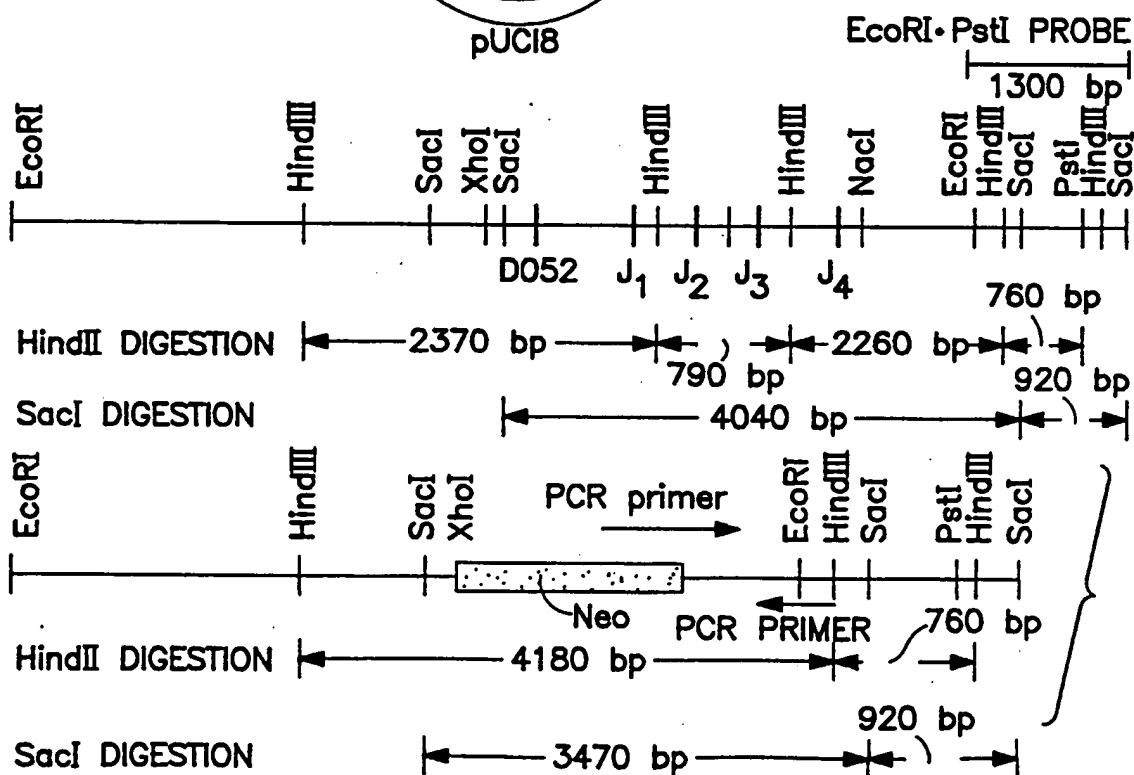 pUC18
EcoRI•PstI PROBE
1300 bp
EcoRI
HindIII
SacI
XhoI
SacI
HindIII
HindIII
NacI
EcoRI
HindIII
SacI
PstI
HindIII
SacI
D052
J1
J2
J3
J4
760 bp
HindII DIGESTION
2370 bp
790 bp
2260 bp
920 bp
SacI DIGESTION
4040 bp
EcoRI
HindIII
SacI
XhoI
PCR primer
EcoRI
HindIII
SacI
PstI
HindIII
SacI
Neo
PCR PRIMER
760 bp
HindII DIGESTION
4180 bp
920 bp
SacI DIGESTION
3470 bp